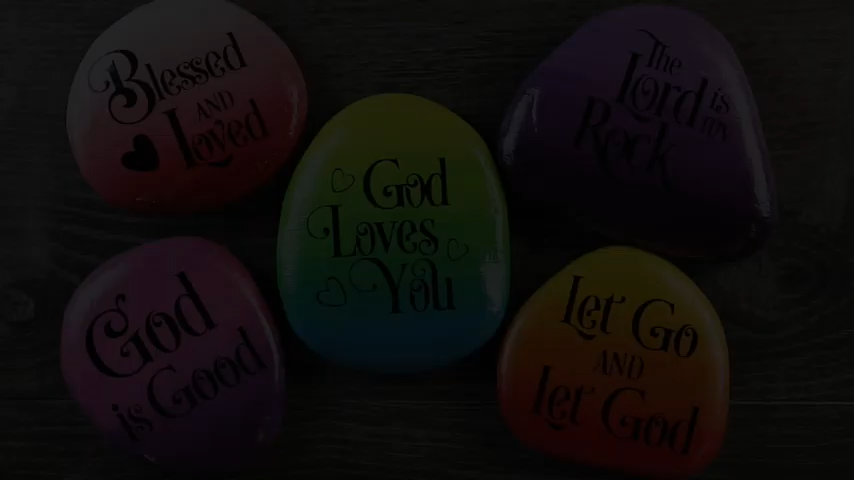 Blessed
AND
Loved
The
Lord is
my
Rock
God
Loves
You
God
is Good
Let Go
AND
Let God